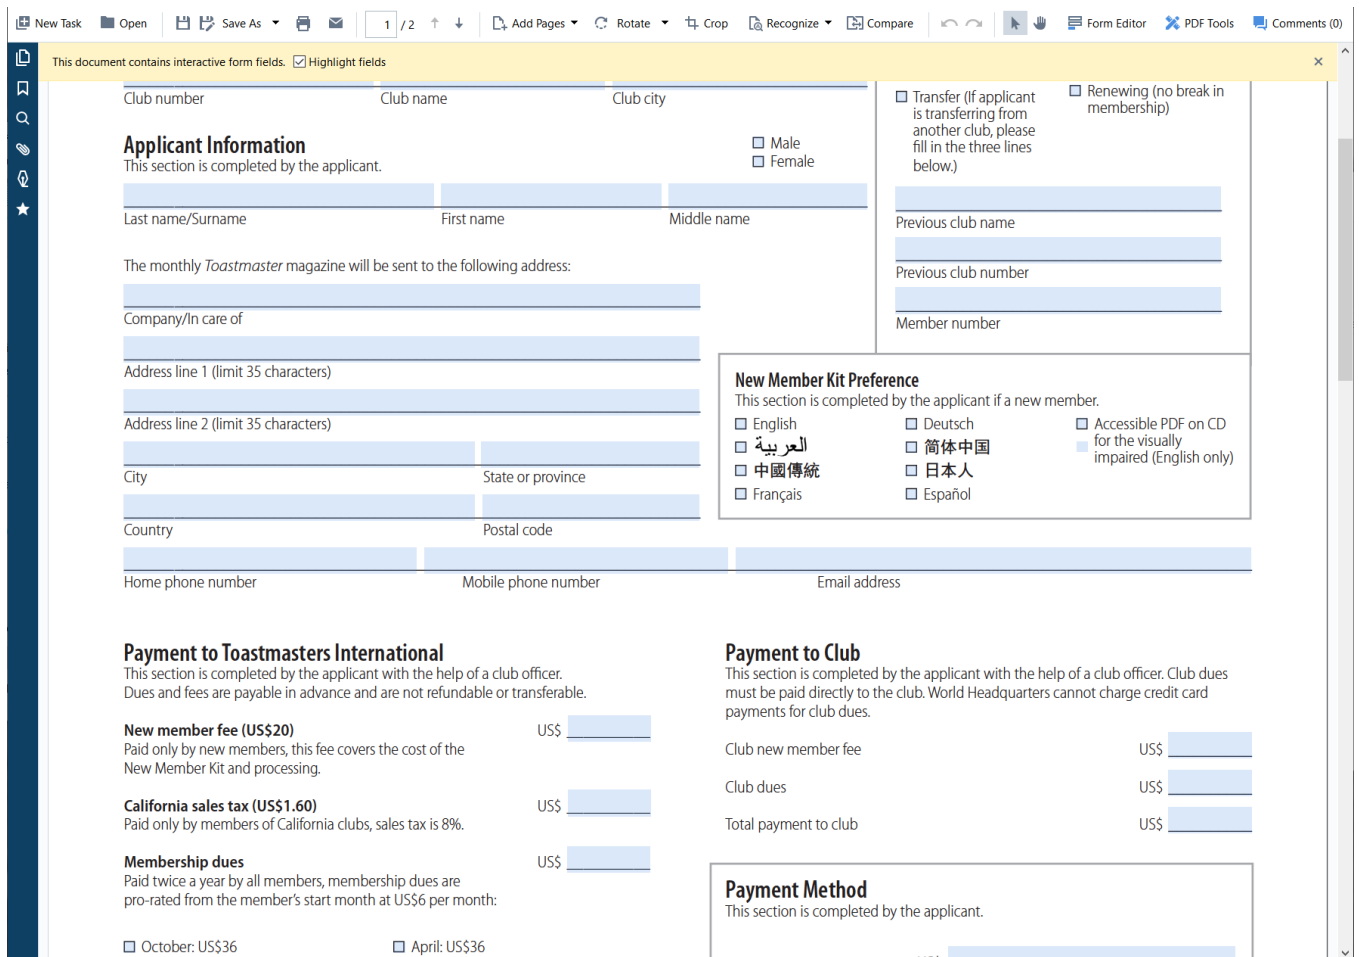 New Task Open Save As 1 / 2 Add Pages Rotate Crop Recognize Compare Form Editor PDF Tools Comments (0)
This document contains interactive form fields. Highlight fields
Club number Club name Club city
Transfer (If applicant
is transferring from
another club, please
fill in the three lines
below.)
Renewing (no break in
membership)
Applicant Information
This section is completed by the applicant.
Male
Female
Last name/Surname First name Middle name
Previous club name
Previous club number
Member number
The monthly Toastmaster magazine will be sent to the following address:
Company/In care of
Address line 1 (limit 35 characters)
Address line 2 (limit 35 characters)
City State or province
Country Postal code
Home phone number Mobile phone number Email address
New Member Kit Preference
This section is completed by the applicant if a new member.
English Deutsch Accessible PDF on CD
العربية 简体中国 for the visually
中國傳統 日本人 impaired (English only)
Français Español
Payment to Toastmasters International
This section is completed by the applicant with the help of a club officer.
Dues and fees are payable in advance and are not refundable or transferable.
New member fee (US$20) US$
Paid only by new members, this fee covers the cost of the
New Member Kit and processing.
California sales tax (US$1.60) US$
Paid only by members of California clubs, sales tax is 8%.
Membership dues US$
Paid twice a year by all members, membership dues are
pro-rated from the member's start month at US$6 per month:
October: US$36 April: US$36
Payment to Club
This section is completed by the applicant with the help of a club officer. Club dues
must be paid directly to the club. World Headquarters cannot charge credit card
payments for club dues.
Club new member fee US$
Club dues US$
Total payment to club US$
Payment Method
This section is completed by the applicant.